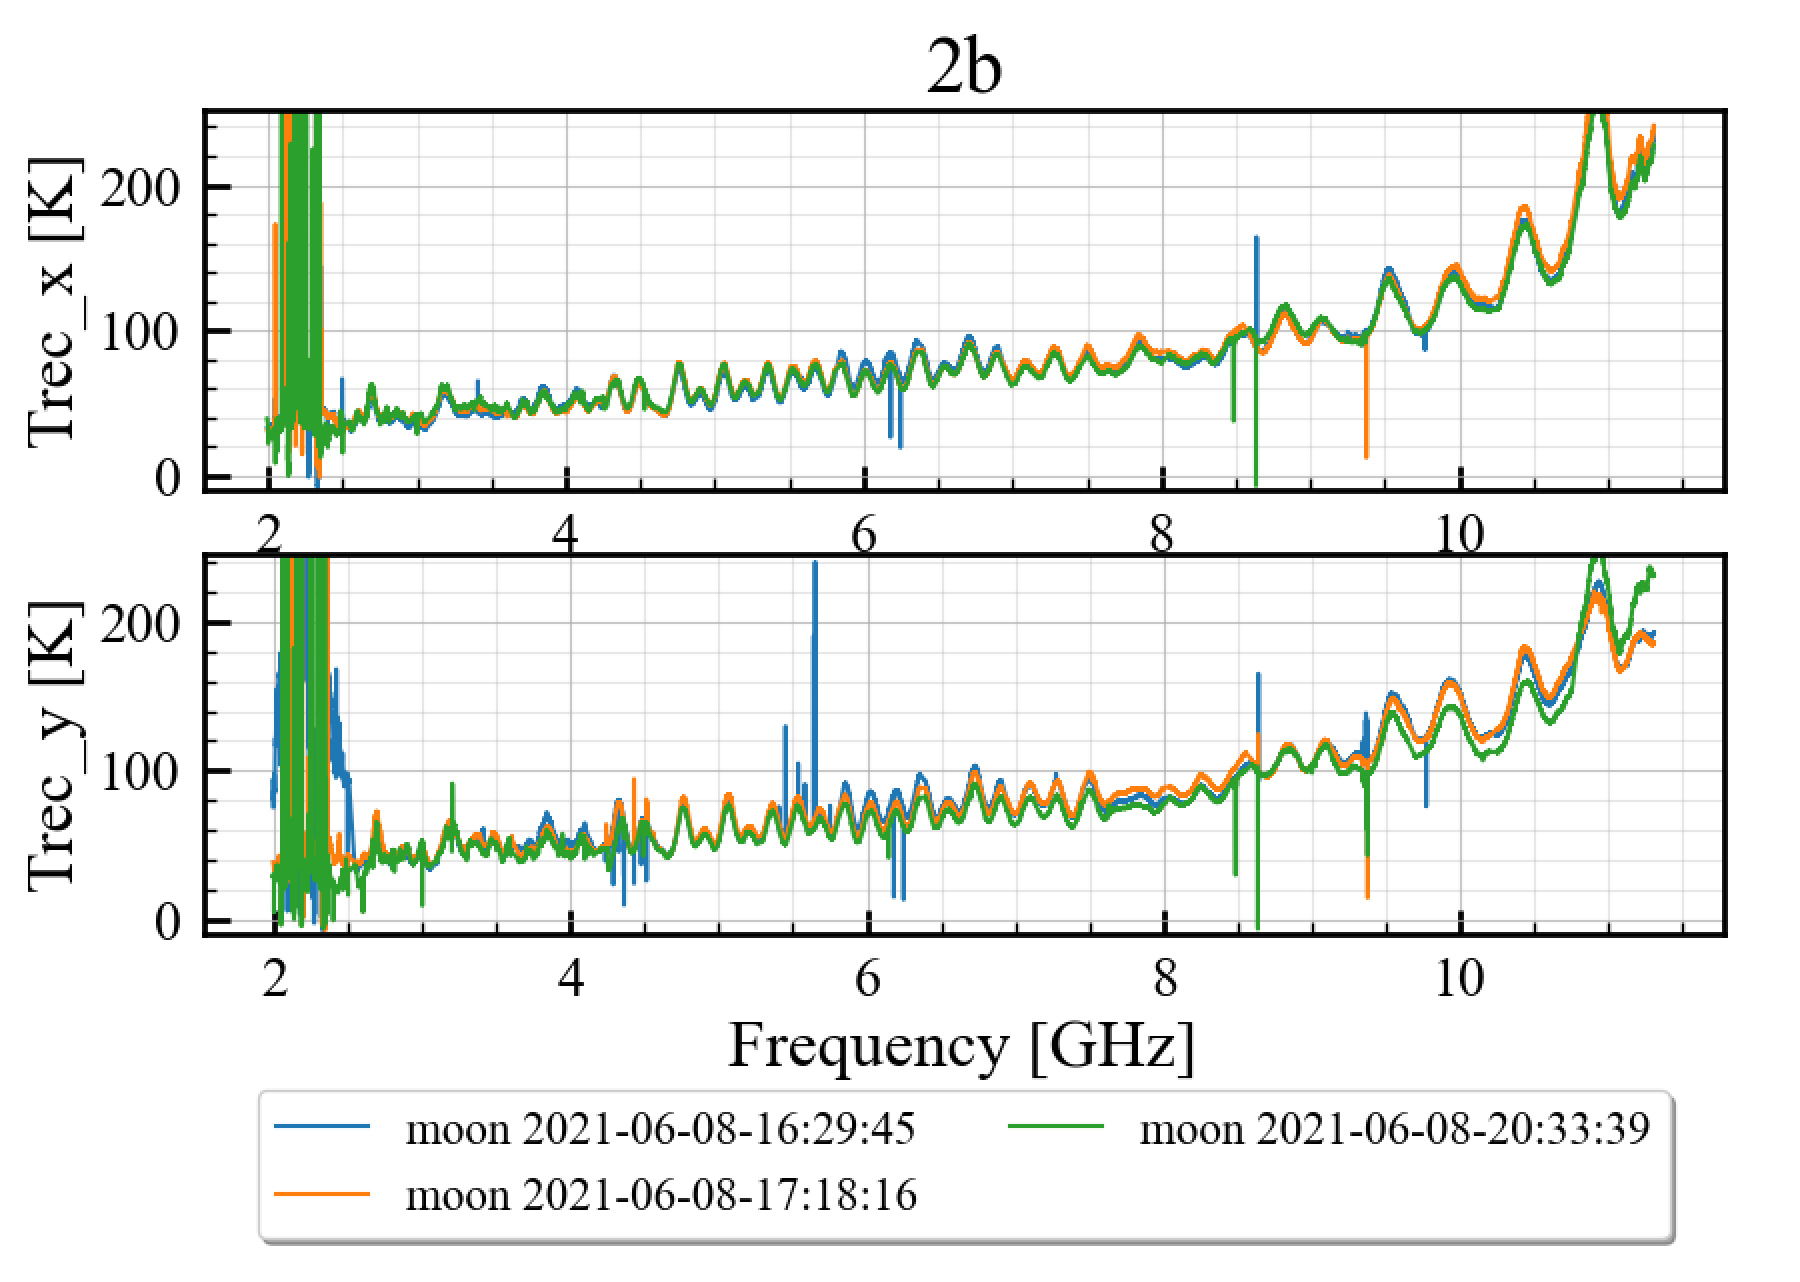 2b
Trec_x [K]
200
100
0
2 4 6 8 10
Trec_y [K]
200
100
0
2 4 6 8 10
Frequency [GHz]
moon 2021-06-08-16:29:45
moon 2021-06-08-17:18:16
moon 2021-06-08-20:33:39